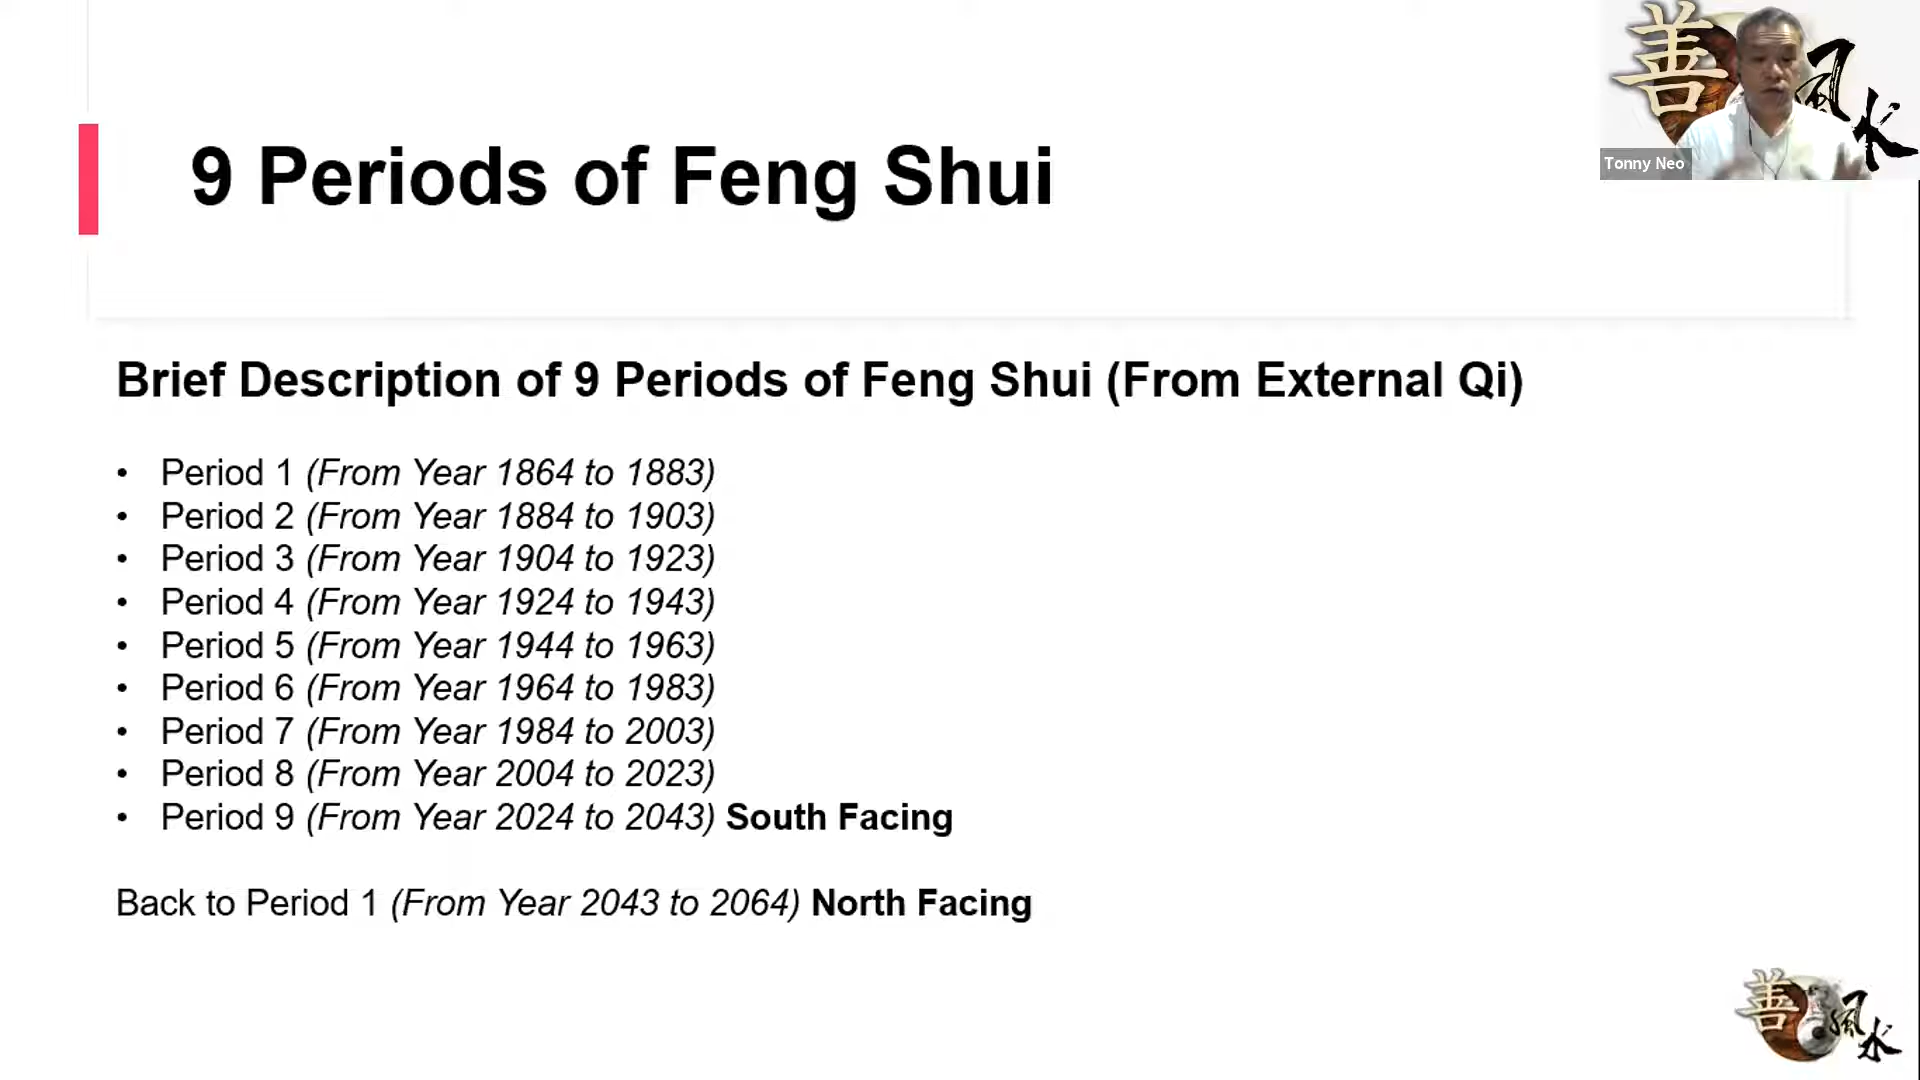 善
風
水
Tonny Neo
9 Periods of Feng Shui
Brief Description of 9 Periods of Feng Shui (From External Qi)
• Period 1 (From Year 1864 to 1883)
• Period 2 (From Year 1884 to 1903)
• Period 3 (From Year 1904 to 1923)
• Period 4 (From Year 1924 to 1943)
• Period 5 (From Year 1944 to 1963)
• Period 6 (From Year 1964 to 1983)
• Period 7 (From Year 1984 to 2003)
• Period 8 (From Year 2004 to 2023)
• Period 9 (From Year 2024 to 2043) South Facing
Back to Period 1 (From Year 2043 to 2064) North Facing
善
風
水